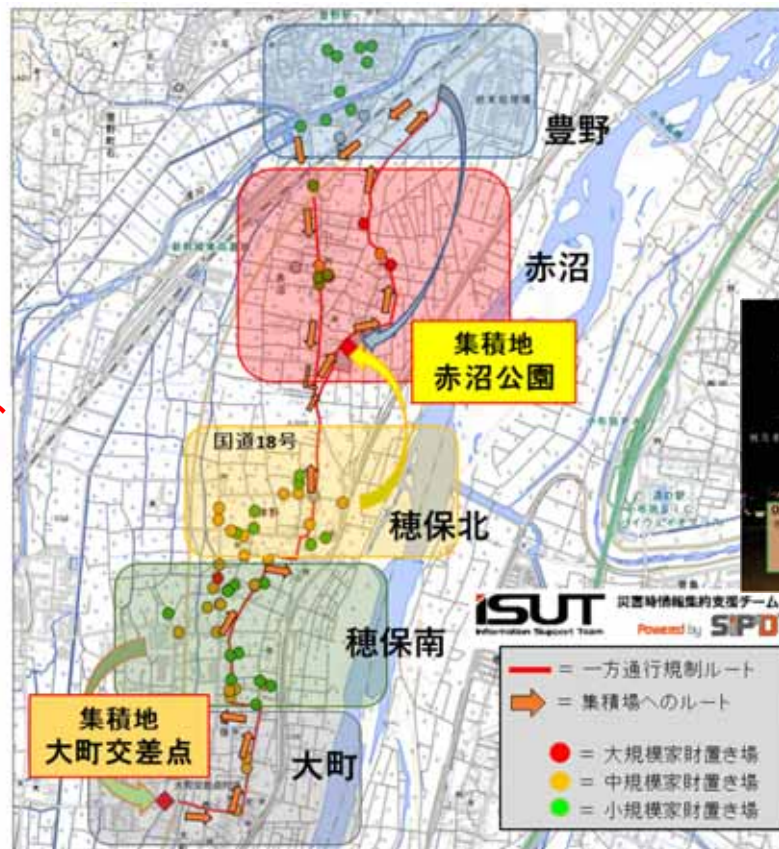 豊野
赤沼
集積地
赤沼公園
国道18号
穂保北
穂保南
集積地
大町交差点
大町
iSUT 災害時情報集約支援チーム
Information Support Team
Powered by SIP
= 一方通行規制ルート
= 集積場へのルート
= 大規模家財置き場
= 中規模家財置き場
= 小規模家財置き場